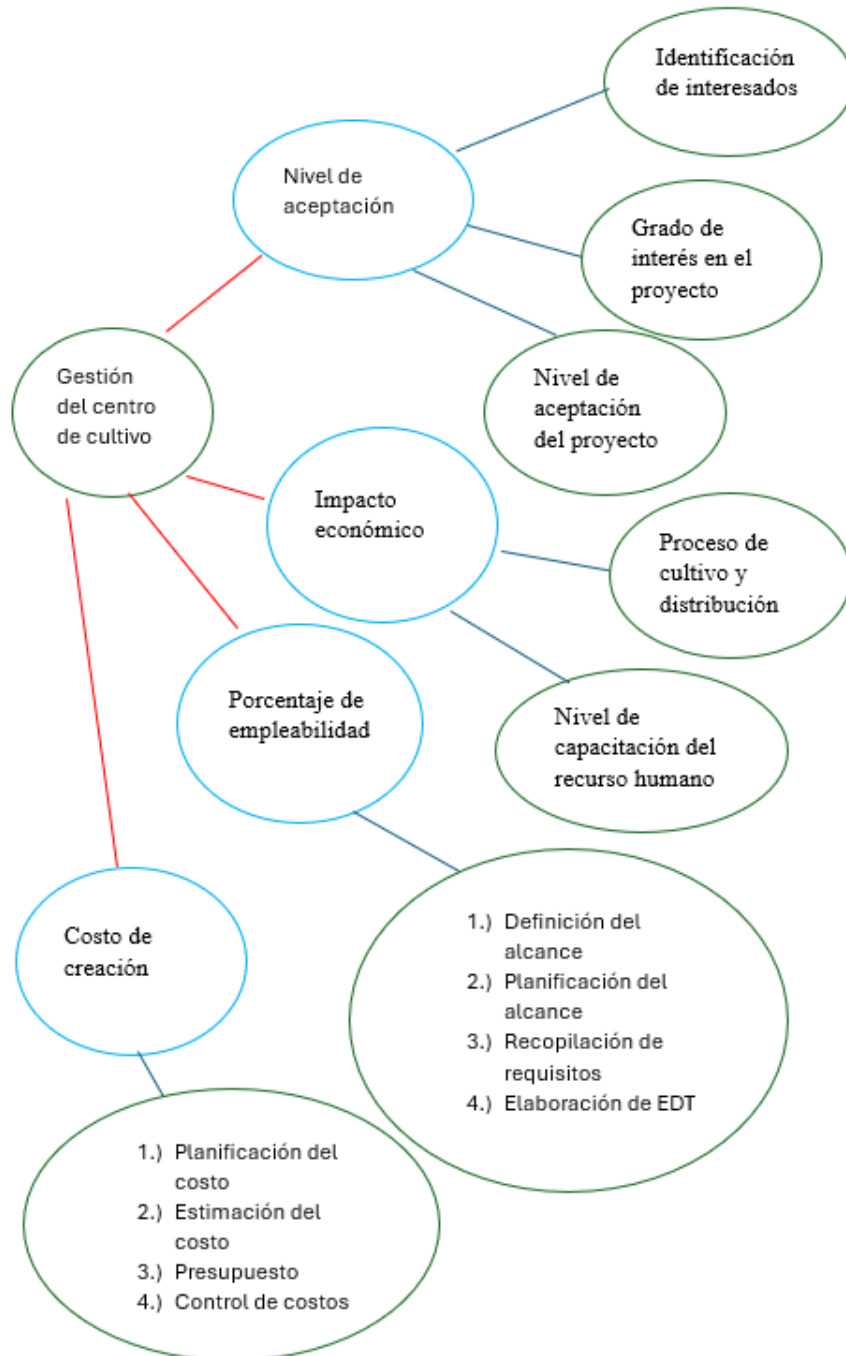 Identificación
de interesados
Nivel de
aceptación
Grado de
interés en el
proyecto
Gestión
del centro
de cultivo
Nivel de
aceptación
del proyecto
Impacto
económico
Proceso de
cultivo y
distribución
Porcentaje de
empleabilidad
Nivel de
capacitación del
recurso humano
Costo de
creación
1.) Definición del
alcance
2.) Planificación del
alcance
3.) Recopilación de
requisitos
4.) Elaboración de EDT
1.) Planificación del
costo
2.) Estimación del
costo
3.) Presupuesto
4.) Control de costos